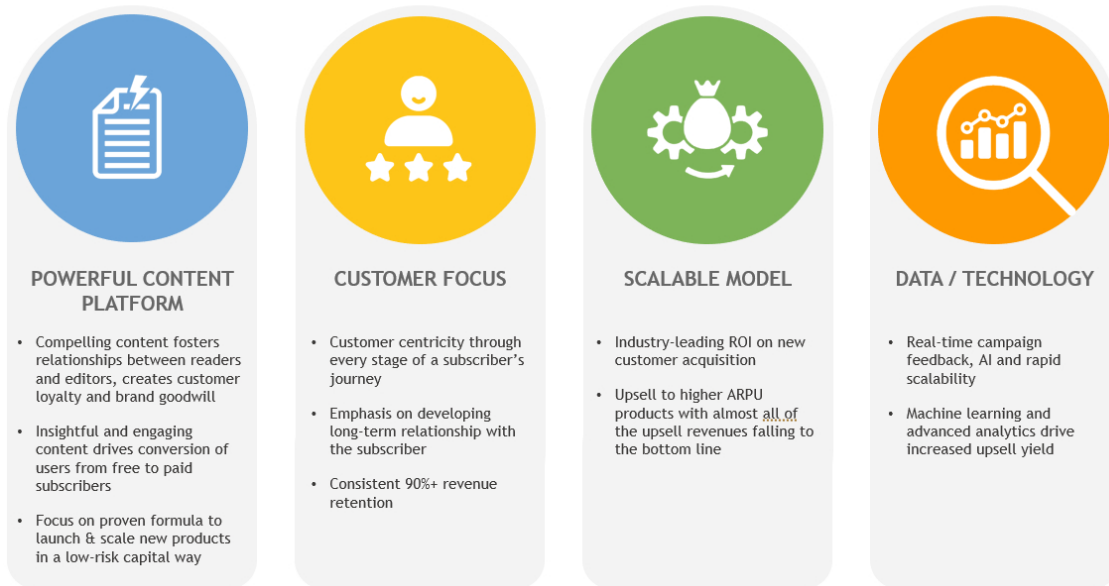 POWERFUL CONTENT
PLATFORM
• Compelling content fosters
relationships between readers
and editors, creates customer
loyalty and brand goodwill
• Insightful and engaging
content drives conversion of
users from free to paid
subscribers
• Focus on proven formula to
launch & scale new products
in a low-risk capital way
CUSTOMER FOCUS
• Customer centricity through
every stage of a subscriber's
journey
• Emphasis on developing
long-term relationship with
the subscriber
• Consistent 90%+ revenue
retention
SCALABLE MODEL
• Industry-leading ROI on new
customer acquisition
• Upsell to higher ARPU
products with almost all of
the upsell revenues falling to
the bottom line
DATA / TECHNOLOGY
• Real-time campaign
feedback, AI and rapid
scalability
• Machine learning and
advanced analytics drive
increased upsell yield